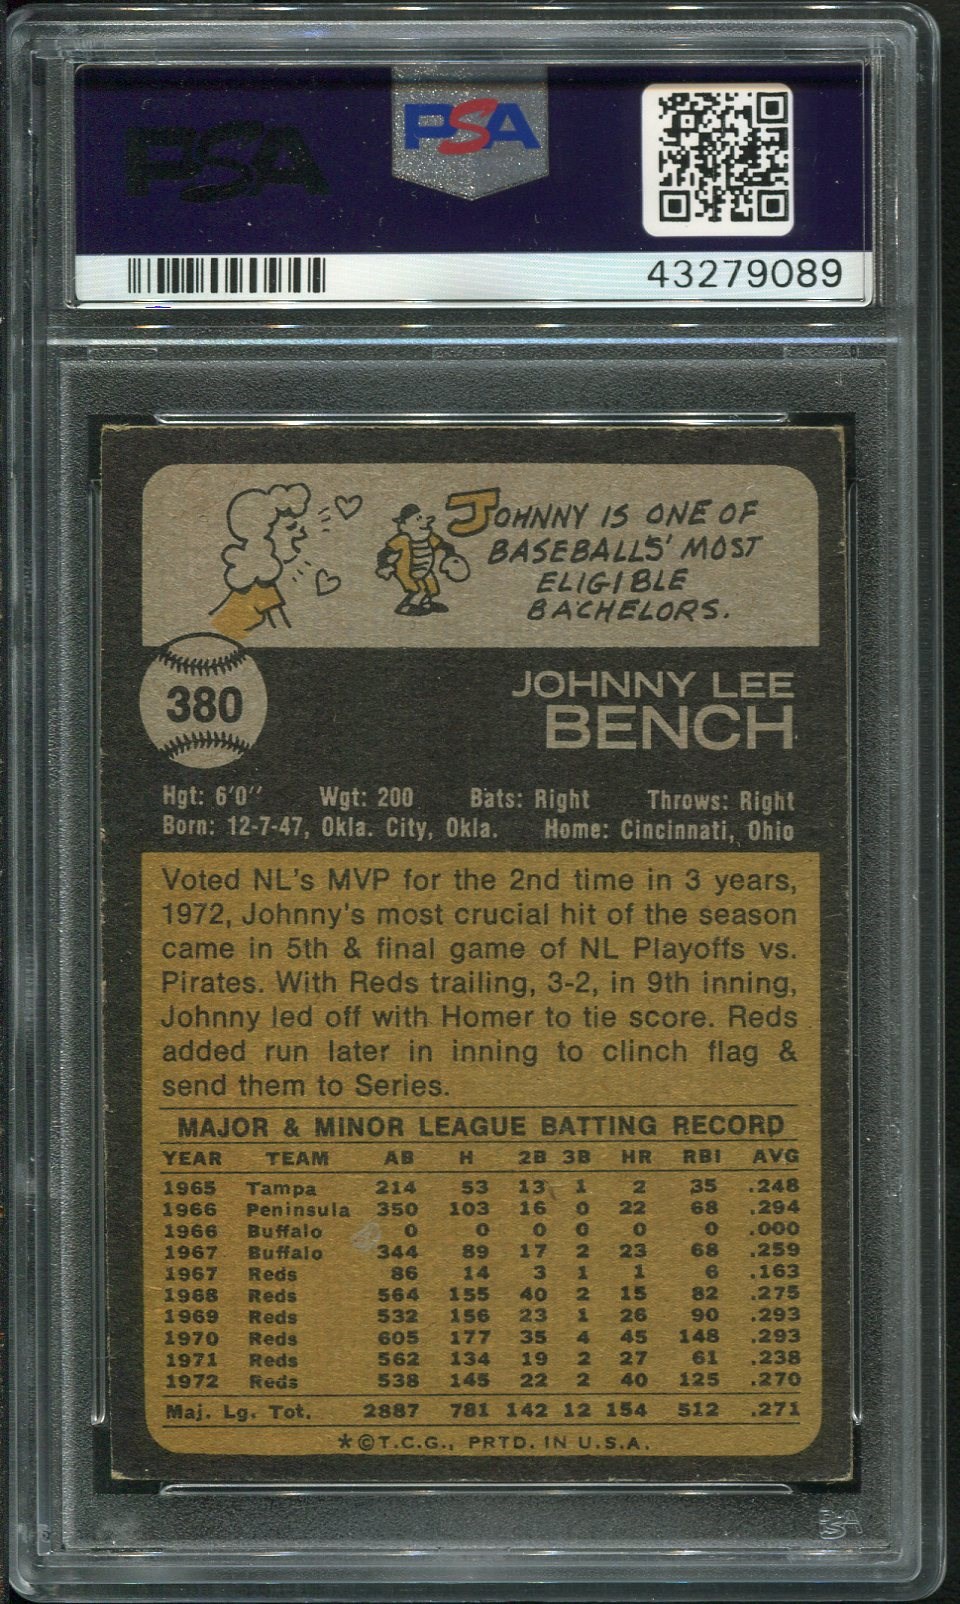 PSA
PSA
43279089
JOHNNY IS ONE OF
BASEBALLS' MOST
ELIGIBLE
BACHELORS.
380
JOHNNY LEE
BENCH
Hgt: 6'0'' Wgt: 200 Bats: Right Throws: Right
Born: 12-7-47, Okla. City, Okla. Home: Cincinnati, Ohio
Voted NL's MVP for the 2nd time in 3 years,
1972, Johnny's most crucial hit of the season
came in 5th & final game of NL Playoffs vs.
Pirates. With Reds trailing, 3-2, in 9th inning,
Johnny led off with Homer to tie score. Reds
added run later in inning to clinch flag &
send them to Series.
MAJOR & MINOR LEAGUE BATTING RECORD
YEAR TEAM AB H 2B 3B HR RBI AVG
1965 Tampa 214 53 13 1 2 35 .248
1966 Peninsula 350 103 16 0 22 68 .294
1966 Buffalo 0 0 0 0 0 0 .000
1967 Buffalo 344 89 17 2 23 68 .259
1967 Reds 86 14 3 1 1 6 .163
1968 Reds 564 155 40 2 15 82 .275
1969 Reds 532 156 23 1 26 90 .293
1970 Reds 605 177 35 4 45 148 .293
1971 Reds 562 134 19 2 27 61 .238
1972 Reds 538 145 22 2 40 125 .270
Maj. Lg. Tot. 2887 781 142 12 154 512 .271
*©T.C.G., PRTD. IN U.S.A.
PSA